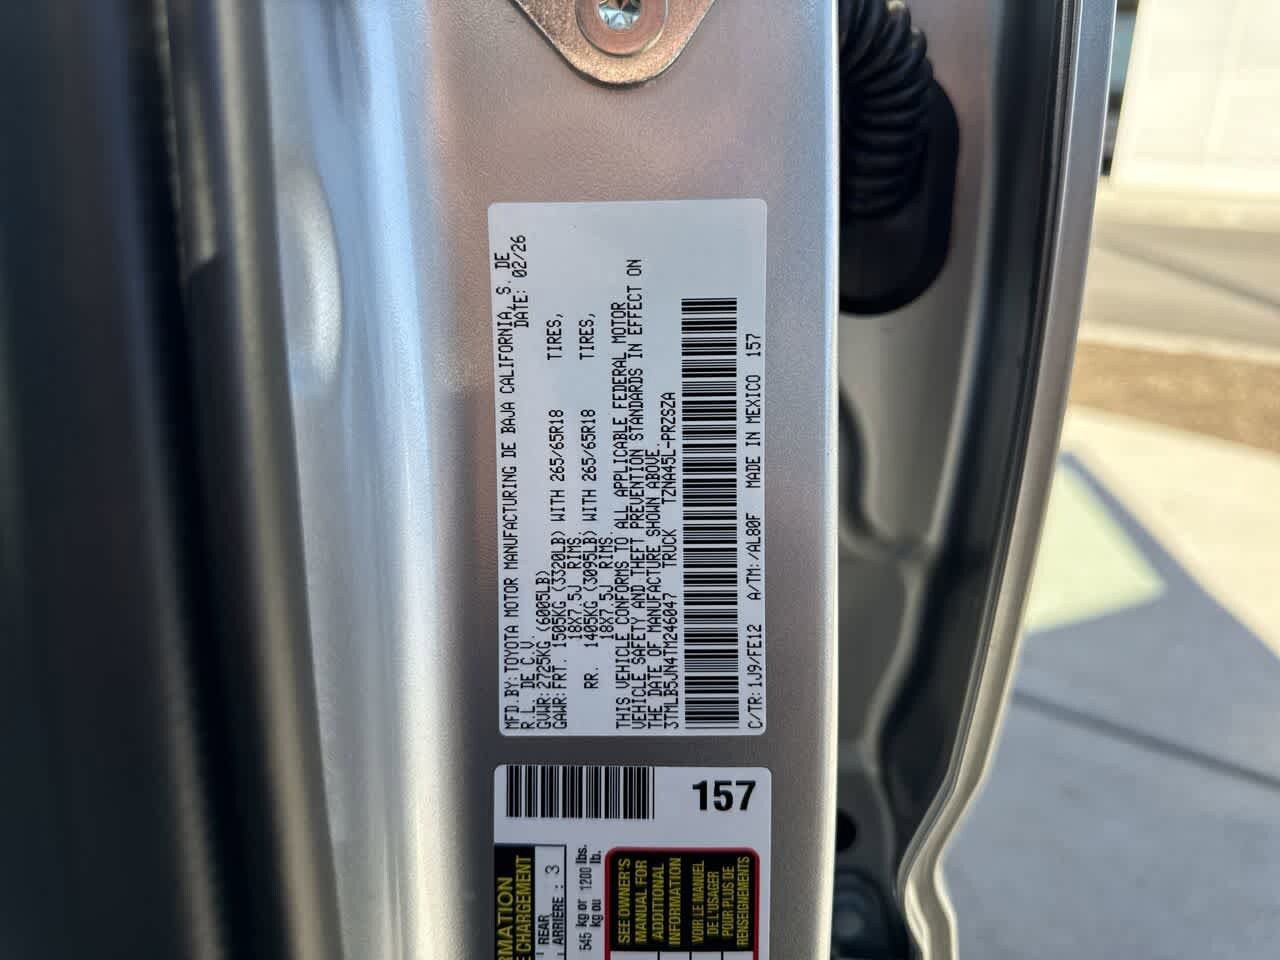 MFD.BY: TOYOTA MOTOR MANUFACTURING DE BAJA CALIFORNIA, S. DE
R.L. DE C.V. DATE: 02/26
GVWR: 2725KG (6005LB)
GAWR: FRT. 1505KG (3320LB) WITH 265/65R18 TIRES,
18X7.5J RIMS.
RR. 1405KG (3095LB) WITH 265/65R18 TIRES,
18X7.5J RIMS.
THIS VEHICLE CONFORMS TO ALL APPLICABLE FEDERAL MOTOR
VEHICLE SAFETY AND THEFT PREVENTION STANDARDS IN EFFECT ON
THE DATE OF MANUFACTURE SHOWN ABOVE.
3TMLB5JN4TM246047 TRUCK TZNA45L-PRZSZA
C/TR: 1J9/FE12 A/TM: /AL80F MADE IN MEXICO 157
157
RMATION
E CHARGEMENT
REAR
ARRIÈRE : 3
545 kg or 1200 lbs.
kg ou lb.
SEE OWNER'S
MANUAL FOR
ADDITIONAL
INFORMATION
VOIR LE MANUEL
DE L'USAGER
POUR PLUS DE
RENSEIGNEMENTS